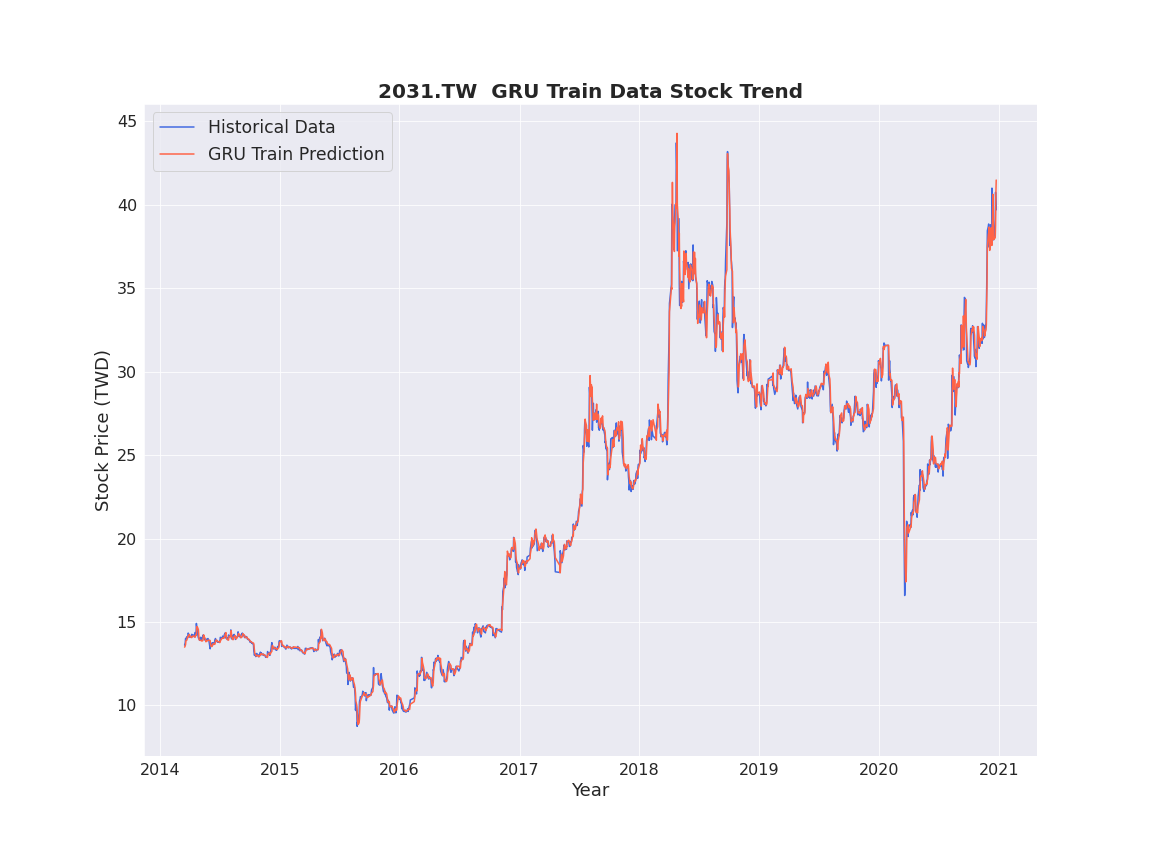 2031.TW  GRU Train Data Stock Trend
Historical Data
GRU Train Prediction
Stock Price (TWD)
45
40
35
30
25
20
15
10
2014 2015 2016 2017 2018 2019 2020 2021
Year